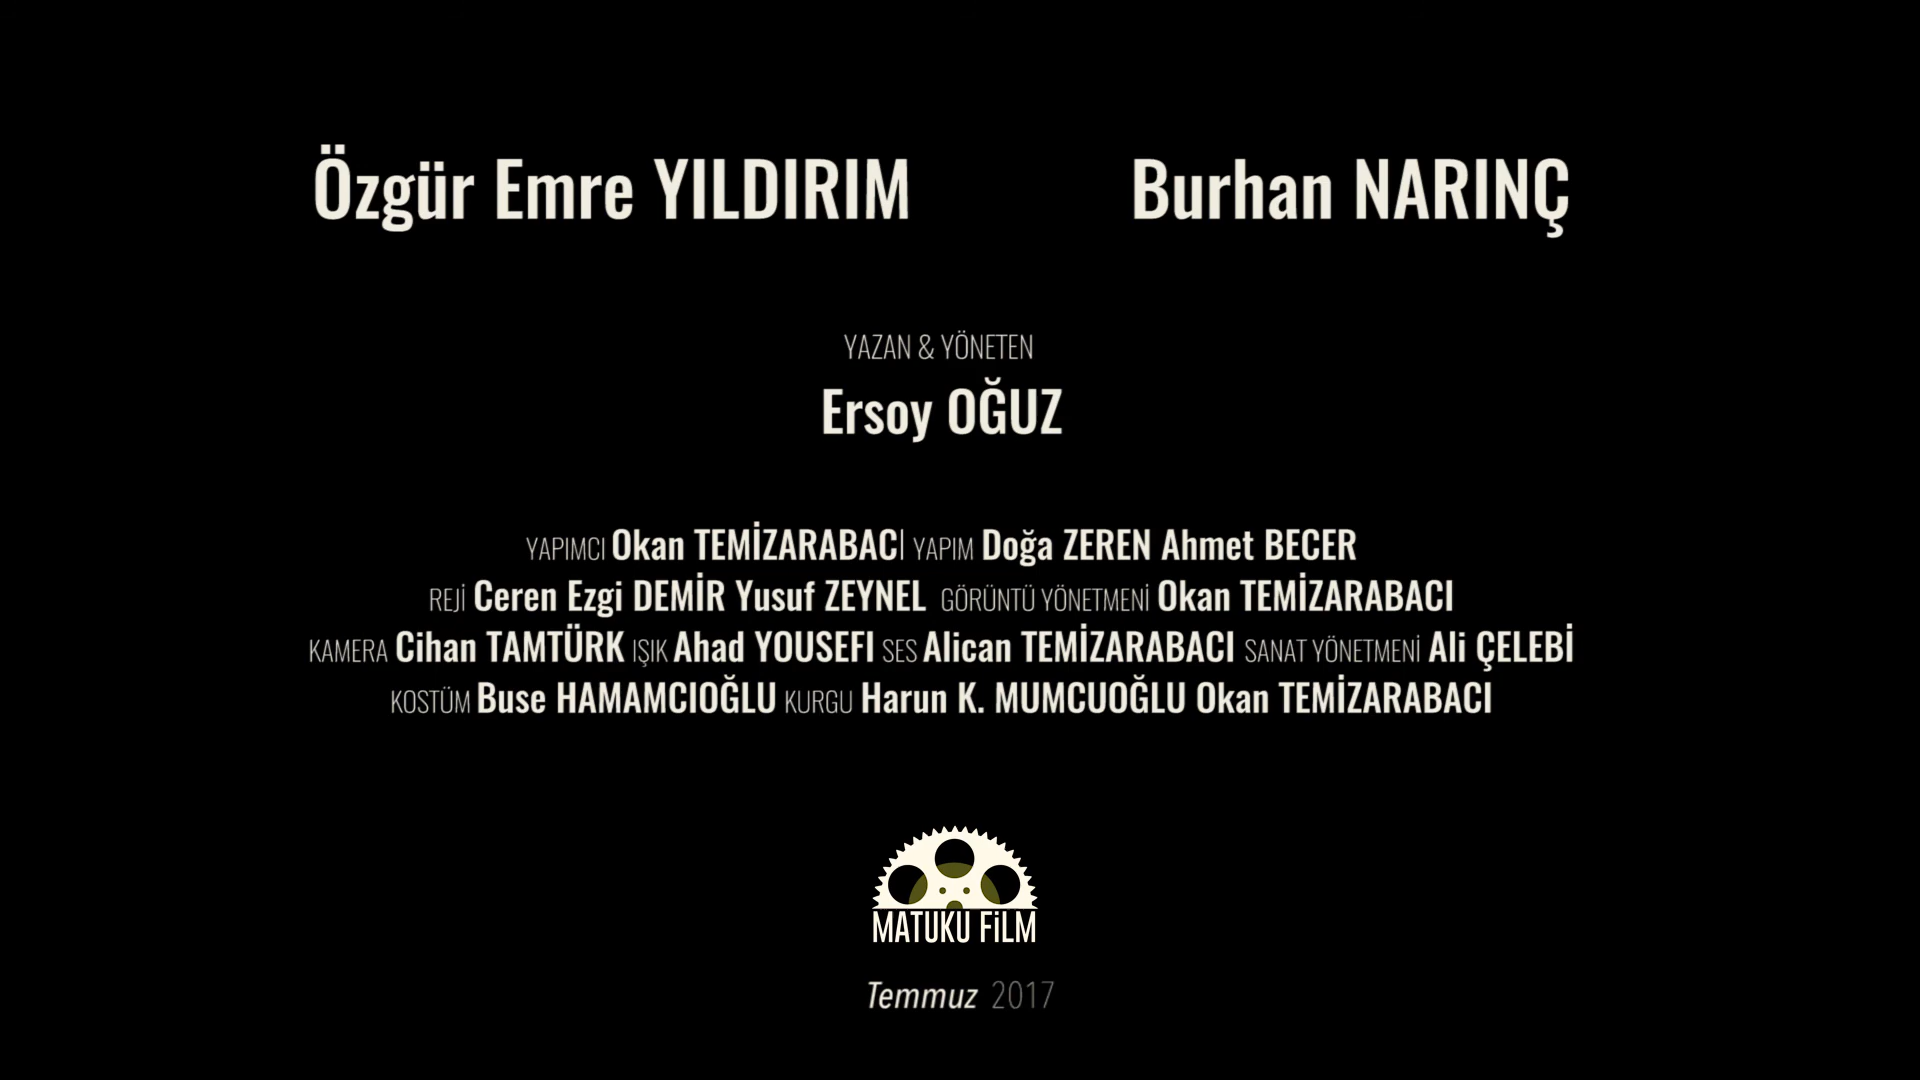 Özgür Emre YILDIRIM Burhan NARINÇ
YAZAN & YÖNETEN
Ersoy OĞUZ
YAPIMCI Okan TEMİZARABACI YAPIM Doğa ZEREN Ahmet BECER
REJİ Ceren Ezgi DEMİR Yusuf ZEYNEL GÖRÜNTÜ YÖNETMENİ Okan TEMİZARABACI
KAMERA Cihan TAMTÜRK IŞIK Ahad YOUSEFI SES Alican TEMİZARABACI SANAT YÖNETMENİ Ali ÇELEBİ
KOSTÜM Buse HAMAMCIOĞLU KURGU Harun K. MUMCUOĞLU Okan TEMİZARABACI
MATUKU FiLM
Temmuz 2017